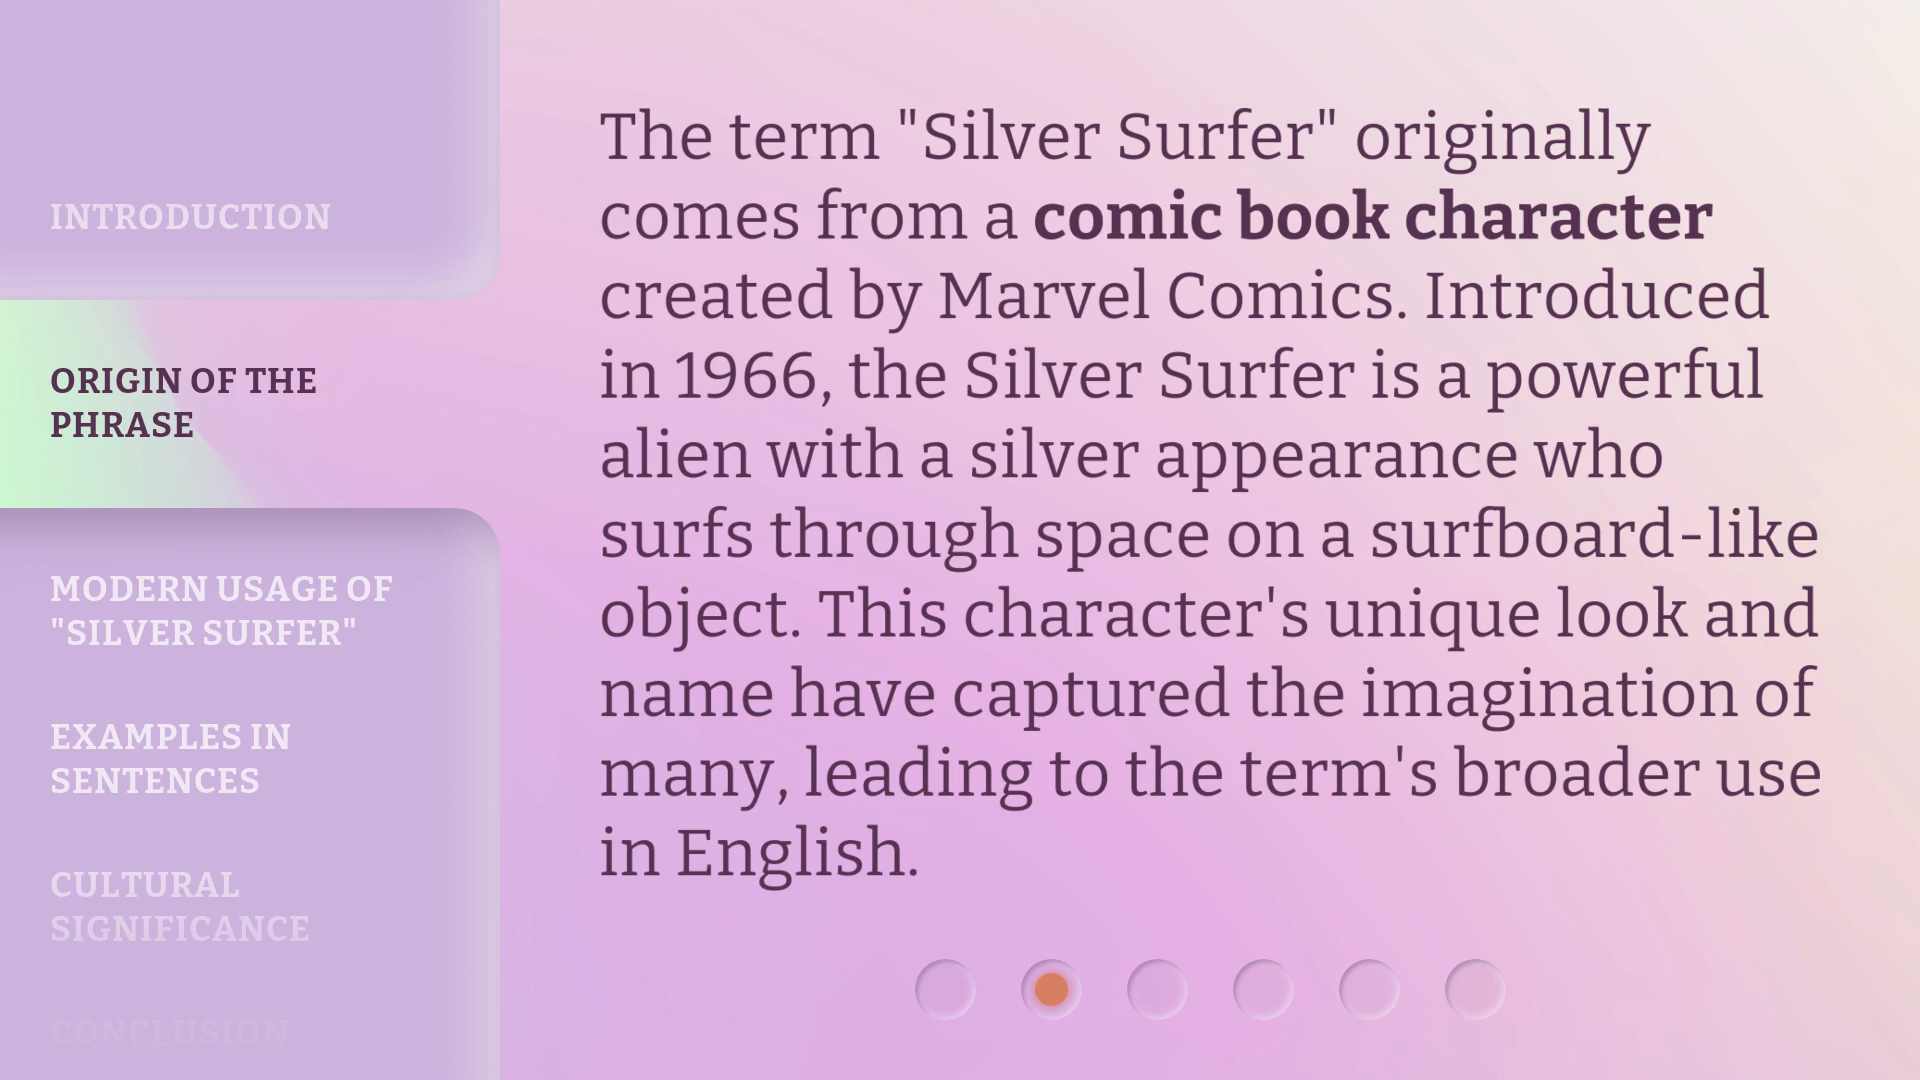 INTRODUCTION
ORIGIN OF THE
PHRASE
MODERN USAGE OF
"SILVER SURFER"
EXAMPLES IN
SENTENCES
CULTURAL
SIGNIFICANCE
CONCLUSION
The term "Silver Surfer" originally
comes from a comic book character
created by Marvel Comics. Introduced
in 1966, the Silver Surfer is a powerful
alien with a silver appearance who
surfs through space on a surfboard-like
object. This character's unique look and
name have captured the imagination of
many, leading to the term's broader use
in English.